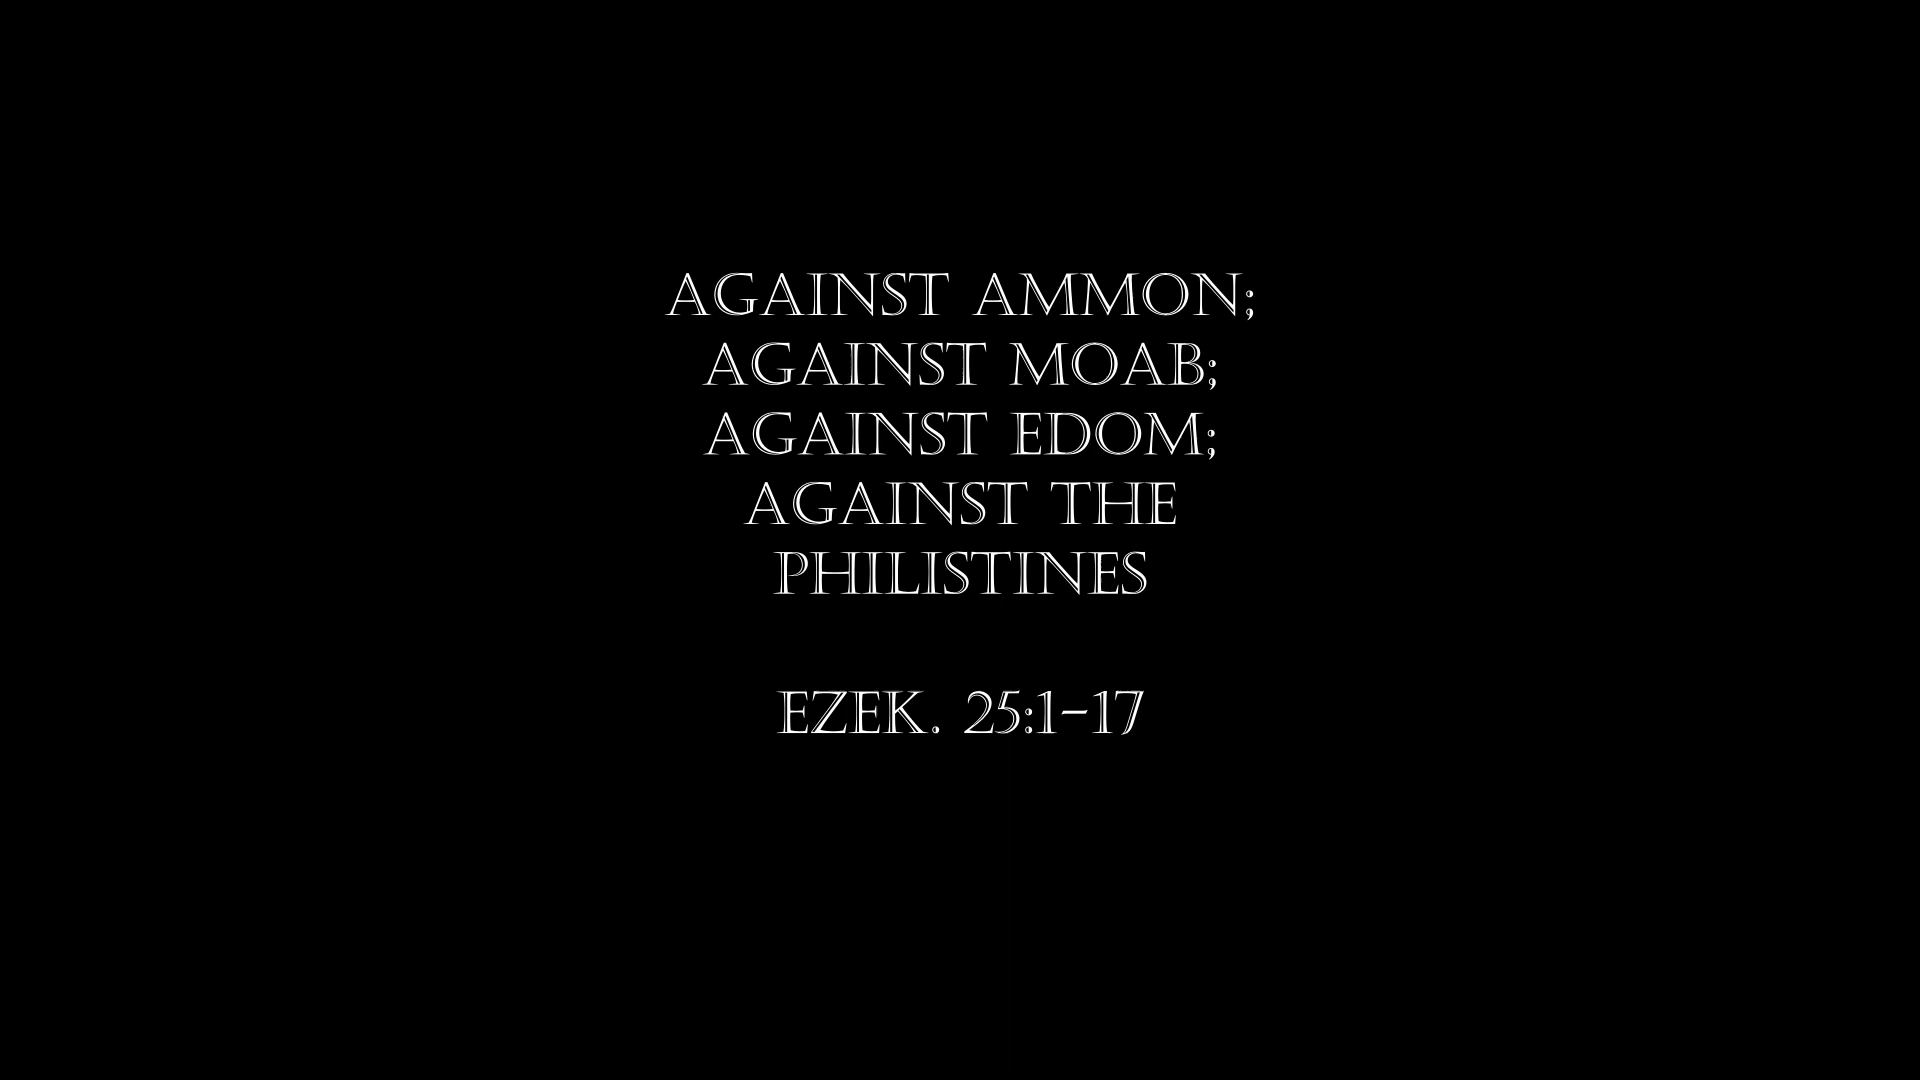 AGAINST AMMON;
AGAINST MOAB;
AGAINST EDOM;
AGAINST THE
PHILISTINES
EZEK. 25:1-17